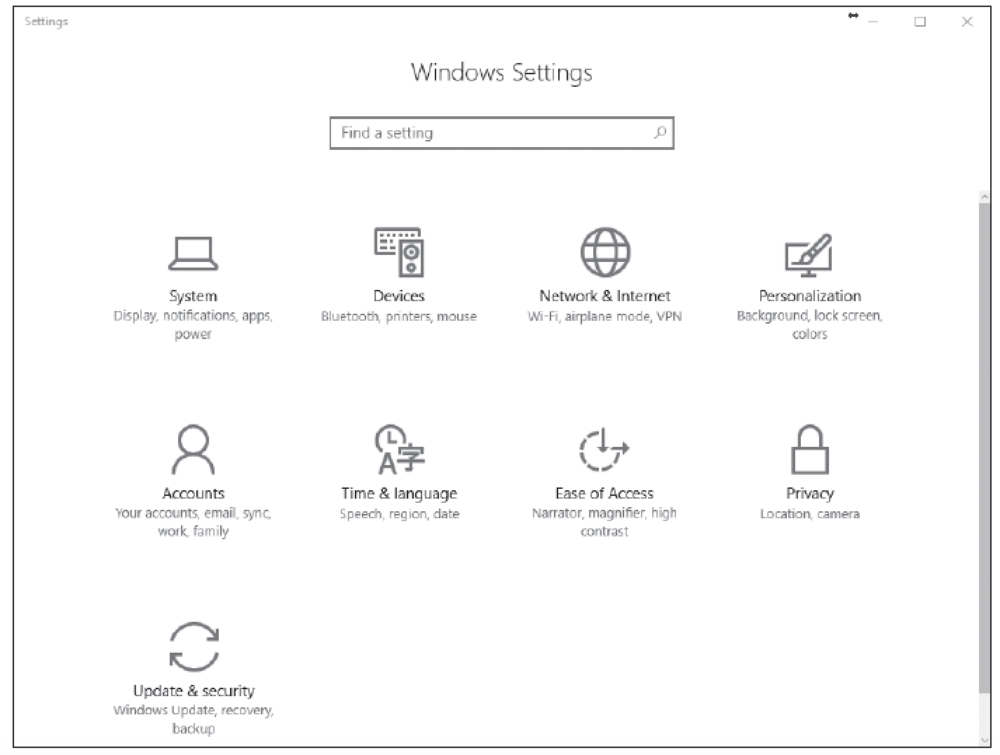 Settings
Windows Settings
Find a setting
System
Display, notifications, apps,
power
Devices
Bluetooth, printers, mouse
Network & Internet
Wi-Fi, airplane mode, VPN
Personalization
Background, lock screen,
colors
Accounts
Your accounts, email, sync,
work, family
Time & language
Speech, region, date
Ease of Access
Narrator, magnifier, high
contrast
Privacy
Location, camera
Update & security
Windows Update, recovery,
backup